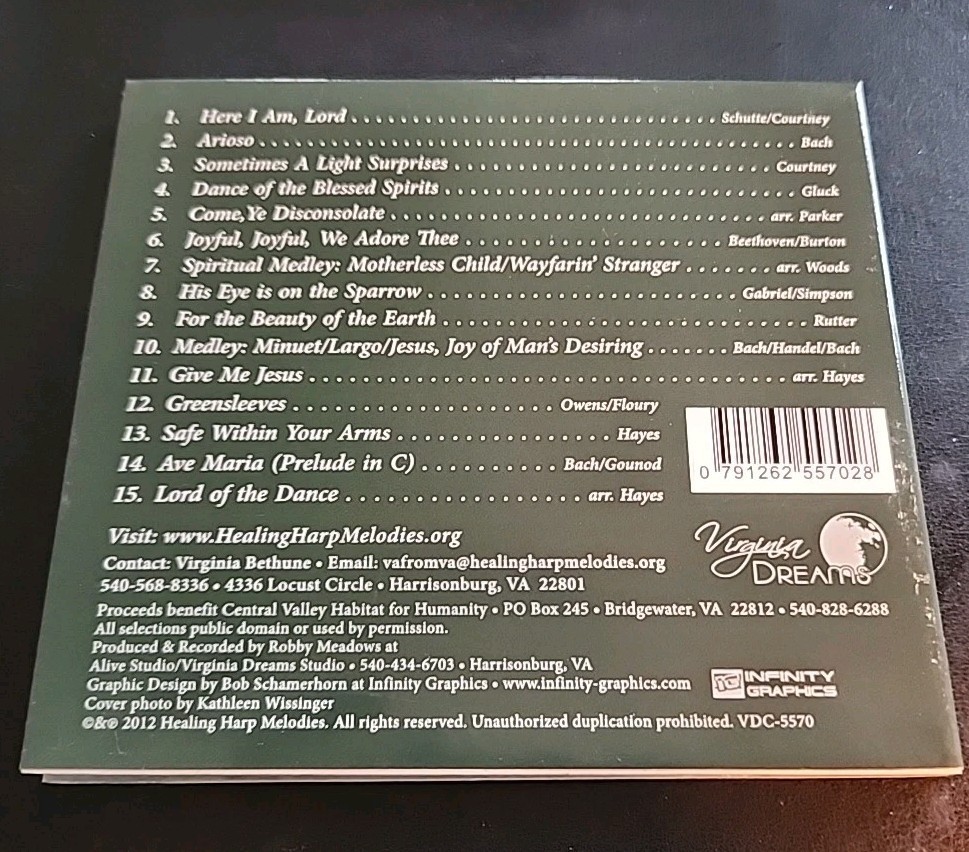 1. Here I Am, Lord . . . . . . . . . . . . . . . . . . . . . . . . . . . . . . Schutte/Courtney
2. Arioso . . . . . . . . . . . . . . . . . . . . . . . . . . . . . . Bach
3. Sometimes A Light Surprises . . . . . . . . . . . . . . . . . . . . . . . . . . . . . . Courtney
4. Dance of the Blessed Spirits . . . . . . . . . . . . . . . . . . . . . . . . . . . . . . Gluck
5. Come, Ye Disconsolate . . . . . . . . . . . . . . . . . . . . . . . . . . . . . . arr. Parker
6. Joyful, Joyful, We Adore Thee . . . . . . . . . . . . . . . . . . . . Beethoven/Burton
7. Spiritual Medley: Motherless Child/Wayfarin' Stranger . . . . . . . arr. Woods
8. His Eye is on the Sparrow . . . . . . . . . . . . . . . . . . . . . . . . Gabriel/Simpson
9. For the Beauty of the Earth . . . . . . . . . . . . . . . . . . . . . . . . . . . . Rutter
10. Medley: Minuet/Largo/Jesus, Joy of Man's Desiring . . . . . . . Bach/Handel/Bach
11. Give Me Jesus . . . . . . . . . . . . . . . . . . . . . . . . . . . . . . arr. Hayes
12. Greensleeves . . . . . . . . . . . . . . . . . . . . Owens/Floury
13. Safe Within Your Arms . . . . . . . . . . . . . . . . Hayes
14. Ave Maria (Prelude in C) . . . . . . . . . . Bach/Gounod
15. Lord of the Dance . . . . . . . . . . . . . . . . . arr. Hayes
0 791262 557028
Visit: www.HealingHarpMelodies.org
Contact: Virginia Bethune • Email: vafromva@healingharpmelodies.org
540-568-8336 • 4336 Locust Circle • Harrisonburg, VA 22801
Virginia
DREAMS
Proceeds benefit Central Valley Habitat for Humanity • PO Box 245 • Bridgewater, VA 22812 • 540-828-6288
All selections public domain or used by permission.
Produced & Recorded by Robby Meadows at
Alive Studio/Virginia Dreams Studio • 540-434-6703 • Harrisonburg, VA
Graphic Design by Bob Schamerhorn at Infinity Graphics • www.infinity-graphics.com
INFINITY
GRAPHICS
Cover photo by Kathleen Wissinger
©&℗ 2012 Healing Harp Melodies. All rights reserved. Unauthorized duplication prohibited. VDC-5570